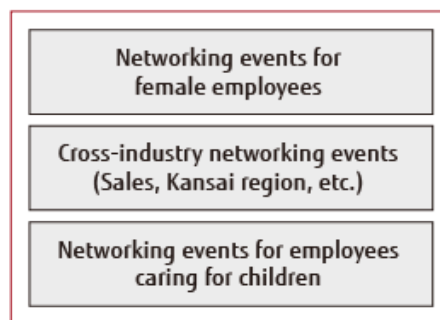 Networking events for
female employees
Cross-industry networking events
(Sales, Kansai region, etc.)
Networking events for employees
caring for children